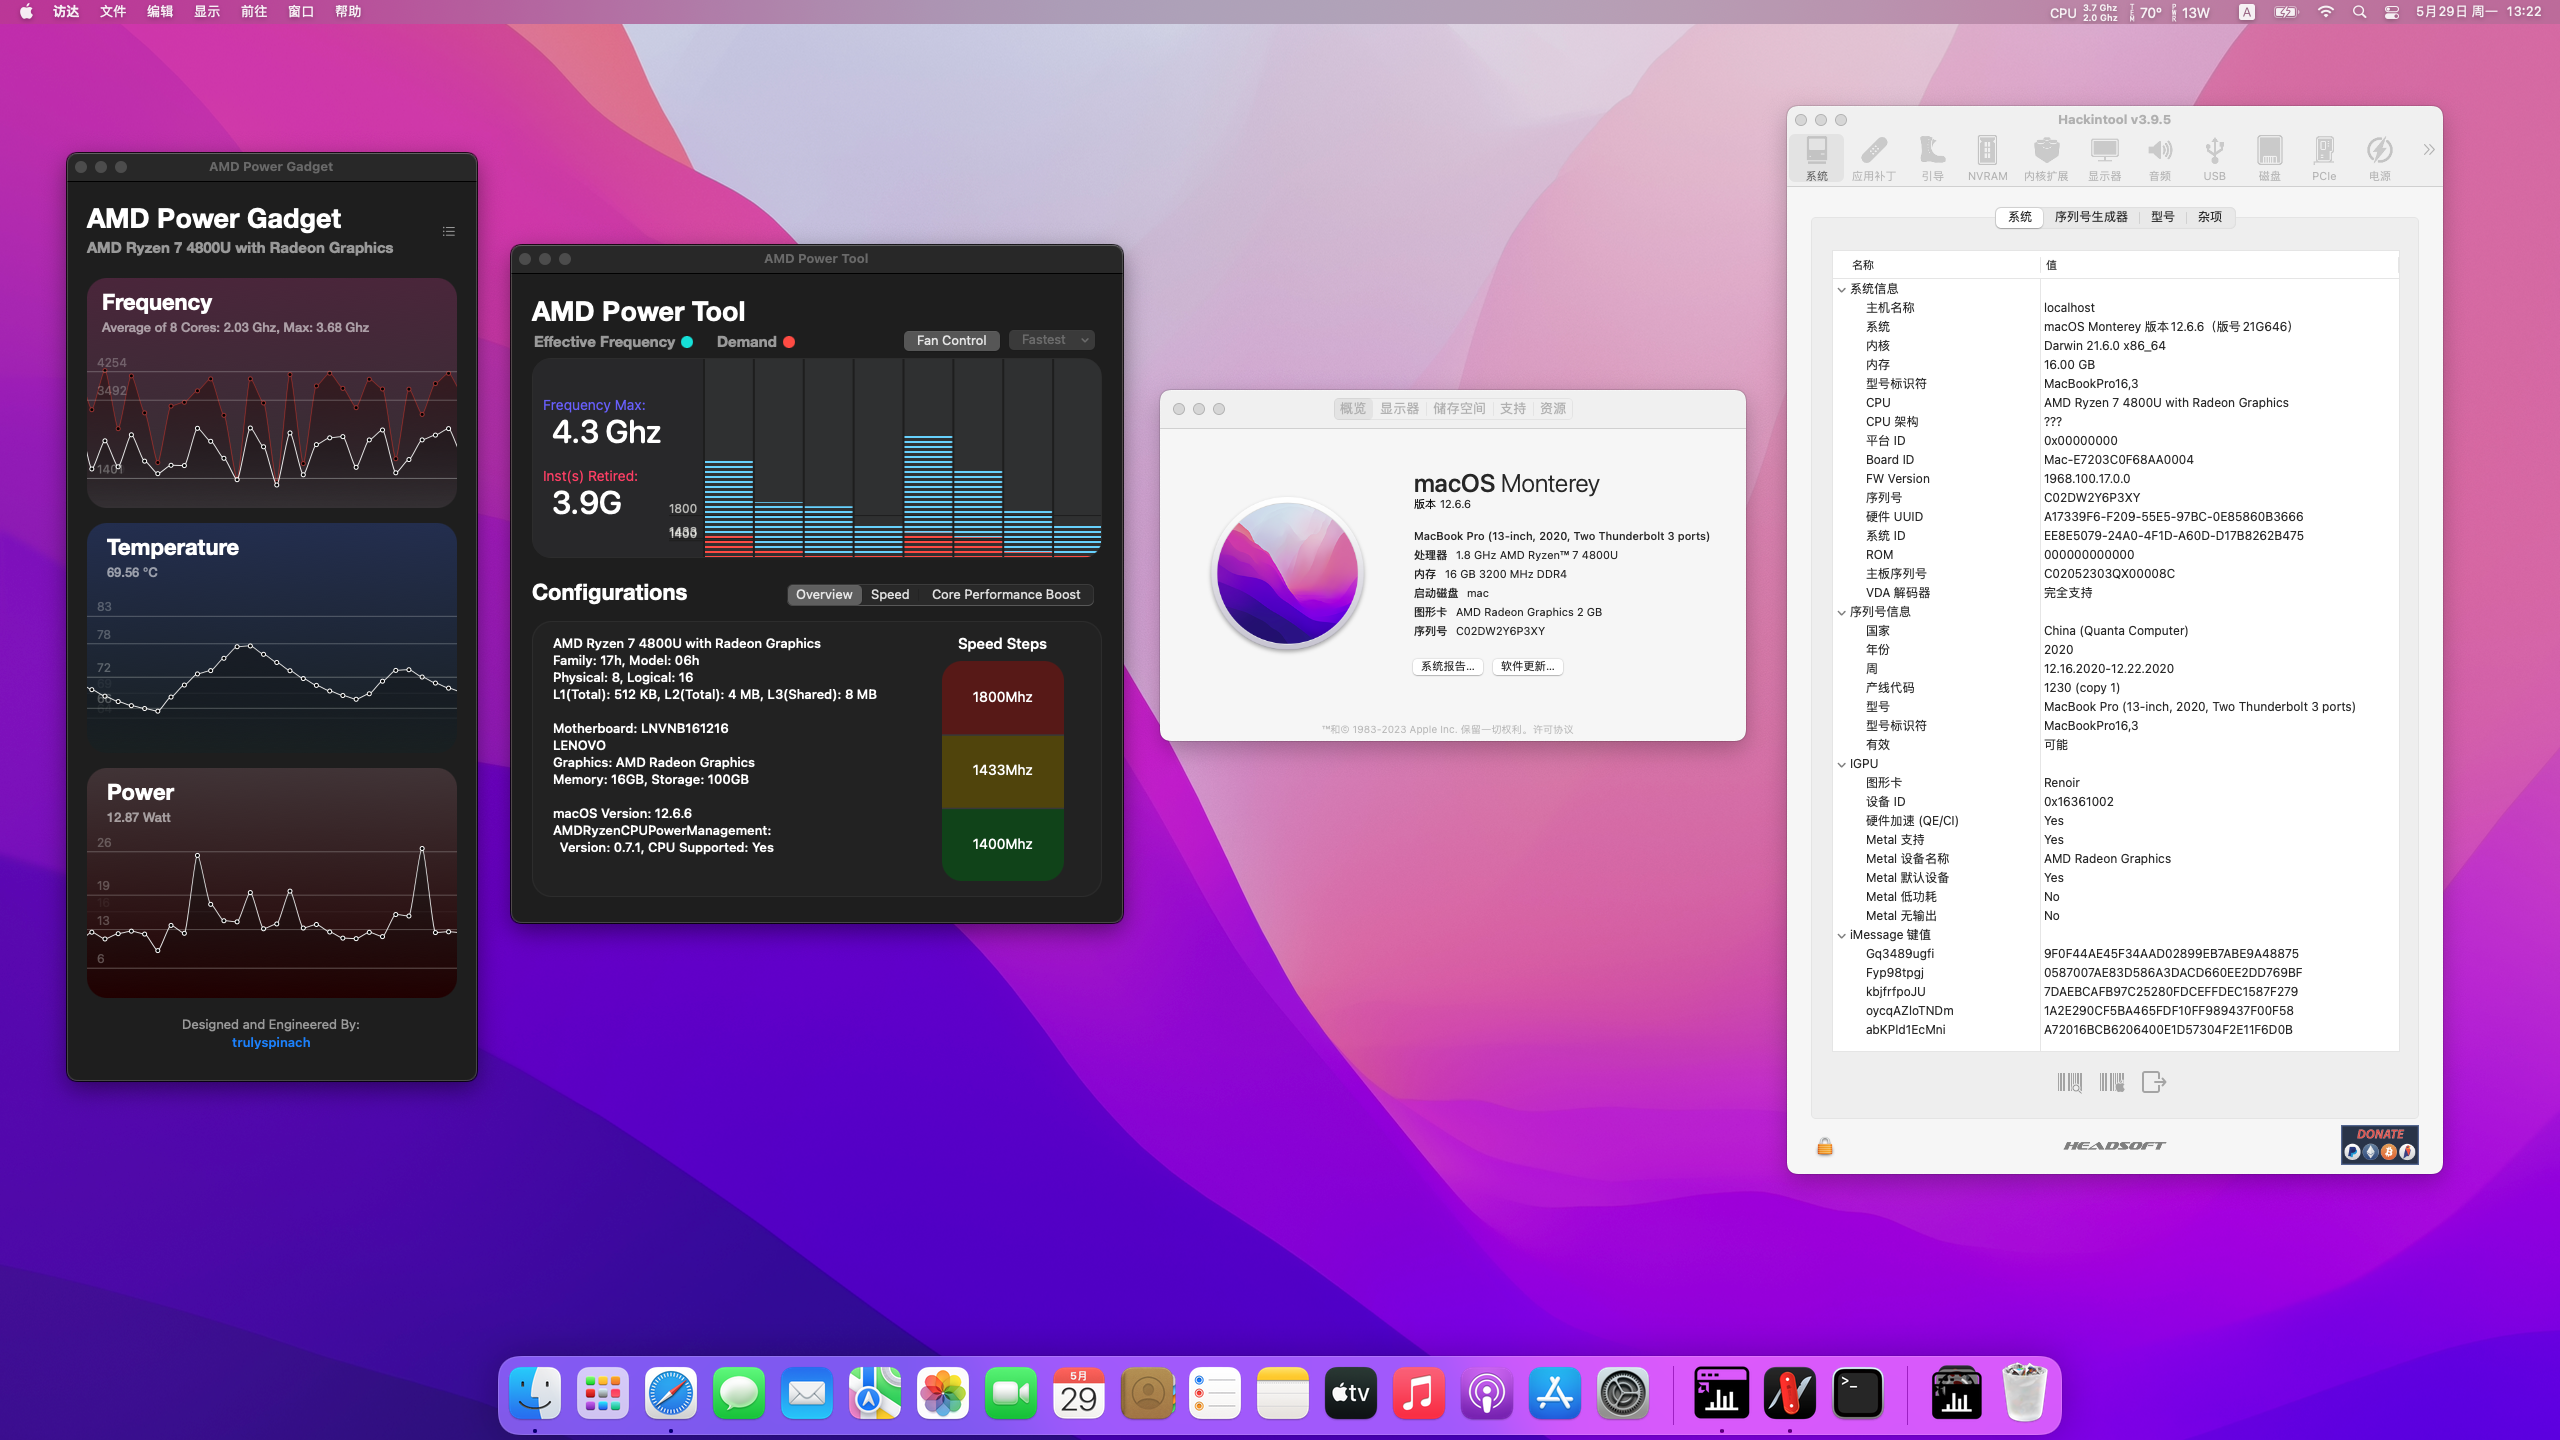 访达 文件 编辑 显示 前往 窗口 帮助
CPU 3.7 Ghz 2.0 Ghz TEM 70° PWR 13W A 5月29日 周一 13:22
AMD Power Gadget
AMD Power Gadget
AMD Ryzen 7 4800U with Radeon Graphics
Frequency
Average of 8 Cores: 2.03 Ghz, Max: 3.68 Ghz
4254
3492
1401
Temperature
69.56 °C
83
78
72
66
Power
12.87 Watt
26
19
16
13
6
Designed and Engineered By:
trulyspinach
AMD Power Tool
AMD Power Tool
Effective Frequency Demand Fan Control Fastest
Frequency Max:
4.3 Ghz
Inst(s) Retired:
3.9G
1800
1433
1400
Configurations Overview Speed Core Performance Boost
AMD Ryzen 7 4800U with Radeon Graphics
Family: 17h, Model: 06h
Physical: 8, Logical: 16
L1(Total): 512 KB, L2(Total): 4 MB, L3(Shared): 8 MB
Motherboard: LNVNB161216
LENOVO
Graphics: AMD Radeon Graphics
Memory: 16GB, Storage: 100GB
macOS Version: 12.6.6
AMDRyzenCPUPowerManagement:
Version: 0.7.1, CPU Supported: Yes
Speed Steps
1800Mhz
1433Mhz
1400Mhz
概览 显示器 储存空间 支持 资源
macOS Monterey
版本 12.6.6
MacBook Pro (13-inch, 2020, Two Thunderbolt 3 ports)
处理器 1.8 GHz AMD Ryzen™ 7 4800U
内存 16 GB 3200 MHz DDR4
启动磁盘 mac
图形卡 AMD Radeon Graphics 2 GB
序列号 C02DW2Y6P3XY
系统报告... 软件更新...
™和© 1983-2023 Apple Inc. 保留一切权利。许可协议
Hackintool v3.9.5
系统 应用补丁 引导 NVRAM 内核扩展 显示器 音频 USB 磁盘 PCIe 电源
系统 序列号生成器 型号 杂项
名称 值
系统信息
主机名称 localhost
系统 macOS Monterey 版本12.6.6（版号21G646）
内核 Darwin 21.6.0 x86_64
内存 16.00 GB
型号标识符 MacBookPro16,3
CPU AMD Ryzen 7 4800U with Radeon Graphics
CPU 架构 ???
平台 ID 0x00000000
Board ID Mac-E7203C0F68AA0004
FW Version 1968.100.17.0.0
序列号 C02DW2Y6P3XY
硬件 UUID A17339F6-F209-55E5-97BC-0E85860B3666
系统 ID EE8E5079-24A0-4F1D-A60D-D17B8262B475
ROM 000000000000
主板序列号 C02052303QX00008C
VDA 解码器 完全支持
序列号信息
国家 China (Quanta Computer)
年份 2020
周 12.16.2020-12.22.2020
产线代码 1230 (copy 1)
型号 MacBook Pro (13-inch, 2020, Two Thunderbolt 3 ports)
型号标识符 MacBookPro16,3
有效 可能
IGPU
图形卡 Renoir
设备 ID 0x16361002
硬件加速 (QE/CI) Yes
Metal 支持 Yes
Metal 设备名称 AMD Radeon Graphics
Metal 默认设备 Yes
Metal 低功耗 No
Metal 无输出 No
iMessage 键值
Gq3489ugfi 9F0F44AE45F34AAD02899EB7ABE9A48875
Fyp98tpgj 0587007AE83D586A3DACD660EE2DD769BF
kbjfrfpoJU 7DAEBCAFB97C25280FDCEFFDEC1587F279
oycqAZloTNDm 1A2E290CF5BA465FDF10FF989437F00F58
abKPld1EcMni A72016BCB6206400E1D57304F2E11F6D0B
HEADSOFT
DONATE
5月
29
tv